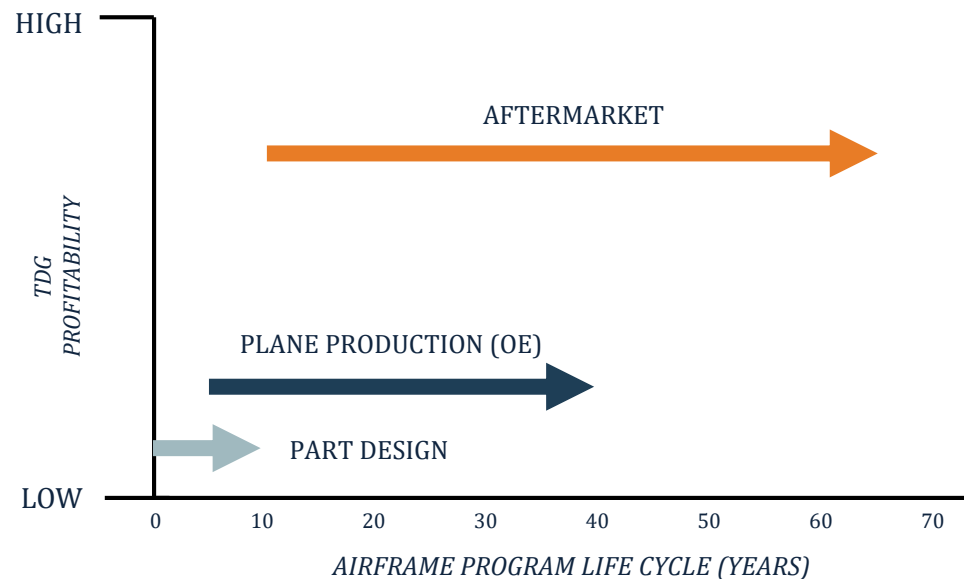 HIGH
AFTERMARKET
TDG
PROFITABILITY
PLANE PRODUCTION (OE)
PART DESIGN
LOW
0 10 20 30 40 50 60 70
AIRFRAME PROGRAM LIFE CYCLE (YEARS)